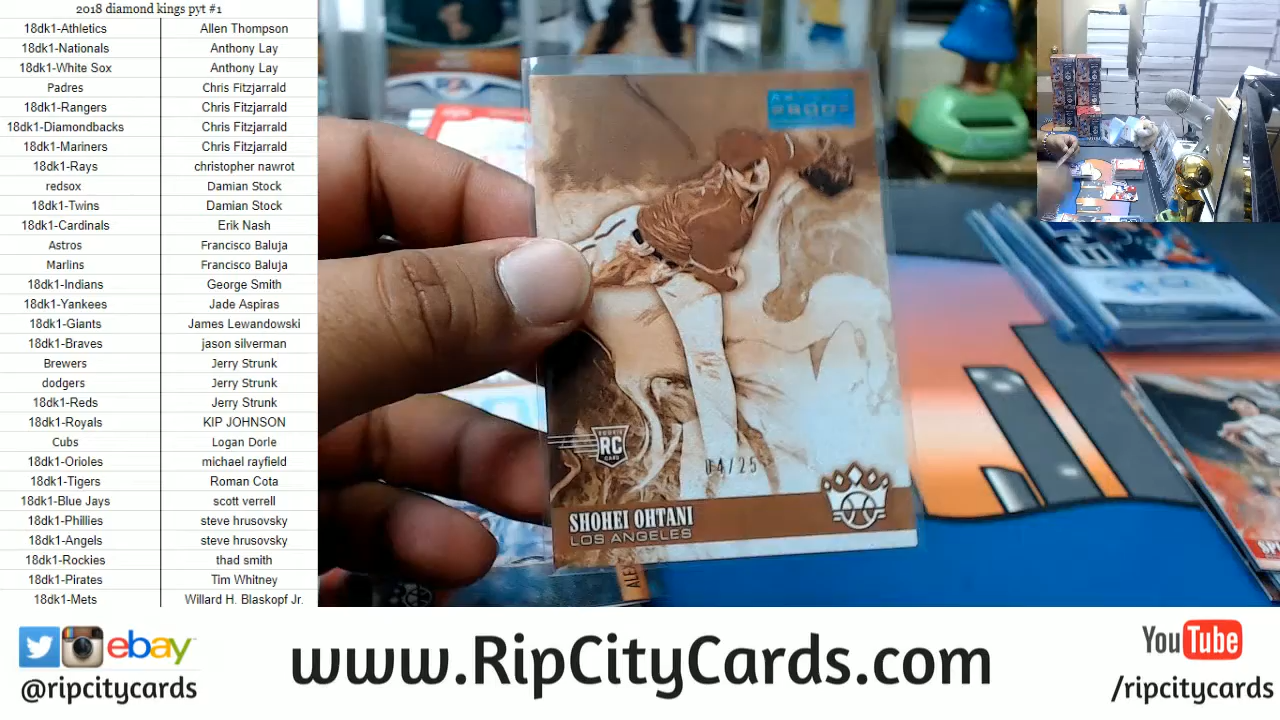 2018 diamond kings pyt #1
18dk1-Athletics Allen Thompson
18dk1-Nationals Anthony Lay
18dk1-White Sox Anthony Lay
Padres Chris Fitzjarrald
18dk1-Rangers Chris Fitzjarrald
18dk1-Diamondbacks Chris Fitzjarrald
18dk1-Mariners Chris Fitzjarrald
18dk1-Rays christopher nawrot
redsox Damian Stock
18dk1-Twins Damian Stock
18dk1-Cardinals Erik Nash
Astros Francisco Baluja
Marlins Francisco Baluja
18dk1-Indians George Smith
18dk1-Yankees Jade Aspiras
18dk1-Giants James Lewandowski
18dk1-Braves jason silverman
Brewers Jerry Strunk
dodgers Jerry Strunk
18dk1-Reds Jerry Strunk
18dk1-Royals KIP JOHNSON
Cubs Logan Dorle
18dk1-Orioles michael rayfield
18dk1-Tigers Roman Cota
18dk1-Blue Jays scott verrell
18dk1-Phillies steve hrusovsky
18dk1-Angels steve hrusovsky
18dk1-Rockies thad smith
18dk1-Pirates Tim Whitney
18dk1-Mets Willard H. Blaskopf Jr.
PROOF
RC
04/25
SHOHEI OHTANI
LOS ANGELES
ALE
ebay
@ripcitycards
www.RipCityCards.com
YouTube
/ripcitycards